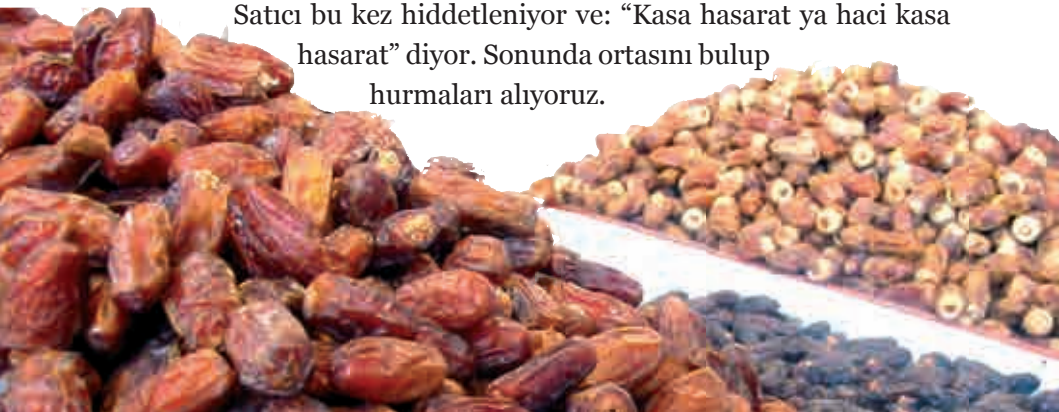 Satıcı bu kez hiddetleniyor ve: “Kasa hasarat ya haci kasa
hasarat” diyor. Sonunda ortasını bulup
hurmaları alıyoruz.